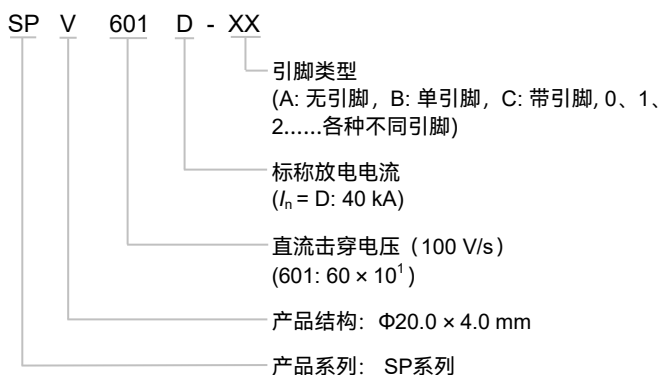 SP V 601 D - XX
引脚类型
(A: 无引脚，B: 单引脚，C: 带引脚, 0、1、
2......各种不同引脚)
标称放电电流
(In = D: 40 kA)
直流击穿电压（100 V/s）
(601: 60 × 10¹)
产品结构：Φ20.0 × 4.0 mm
产品系列： SP系列